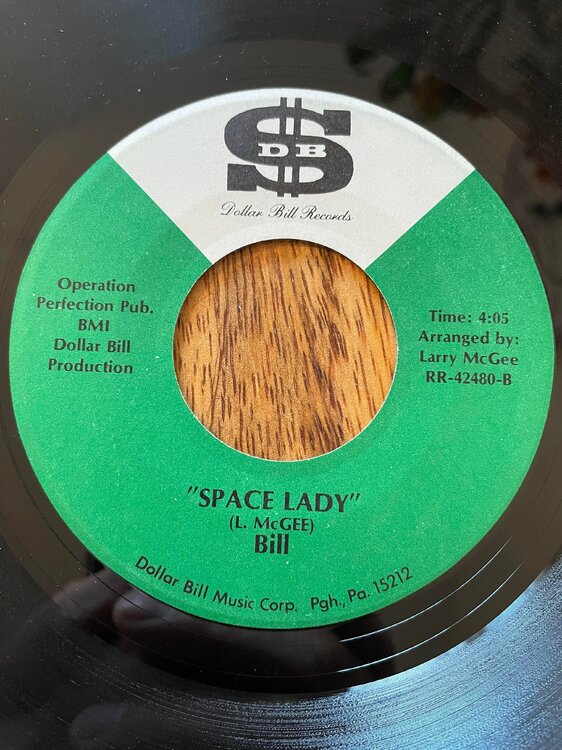 DB
Dollar Bill Records
Operation
Perfection Pub.
BMI
Dollar Bill
Production
Time: 4:05
Arranged by:
Larry McGee
RR-42480-B
"SPACE LADY"
(L. McGEE)
Bill
Dollar Bill Music Corp. Pgh., Pa. 15212